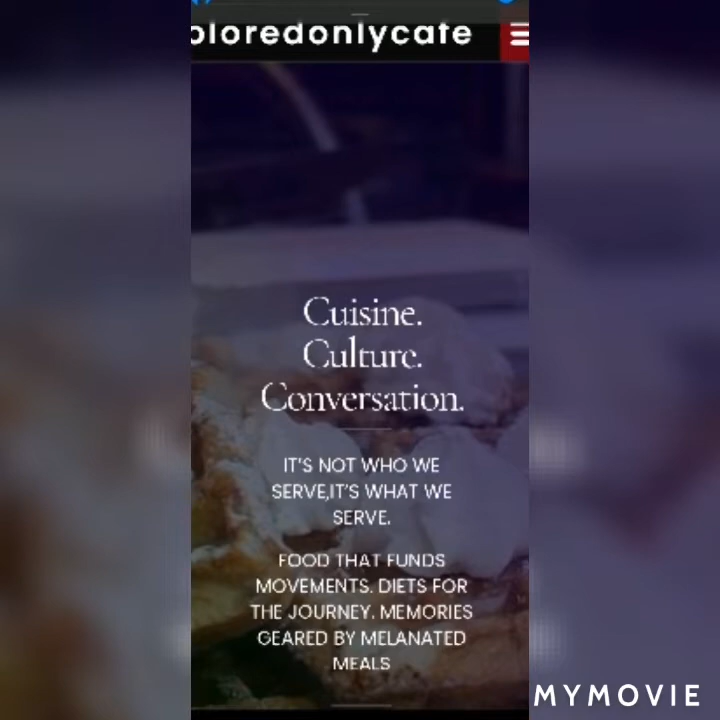 oloredonlycafe
Cuisine.
Culture.
Conversation.
IT'S NOT WHO WE
SERVE,IT'S WHAT WE
SERVE.
FOOD THAT FUNDS
MOVEMENTS. DIETS FOR
THE JOURNEY. MEMORIES
GEARED BY MELANATED
MEALS
MYMOVIE